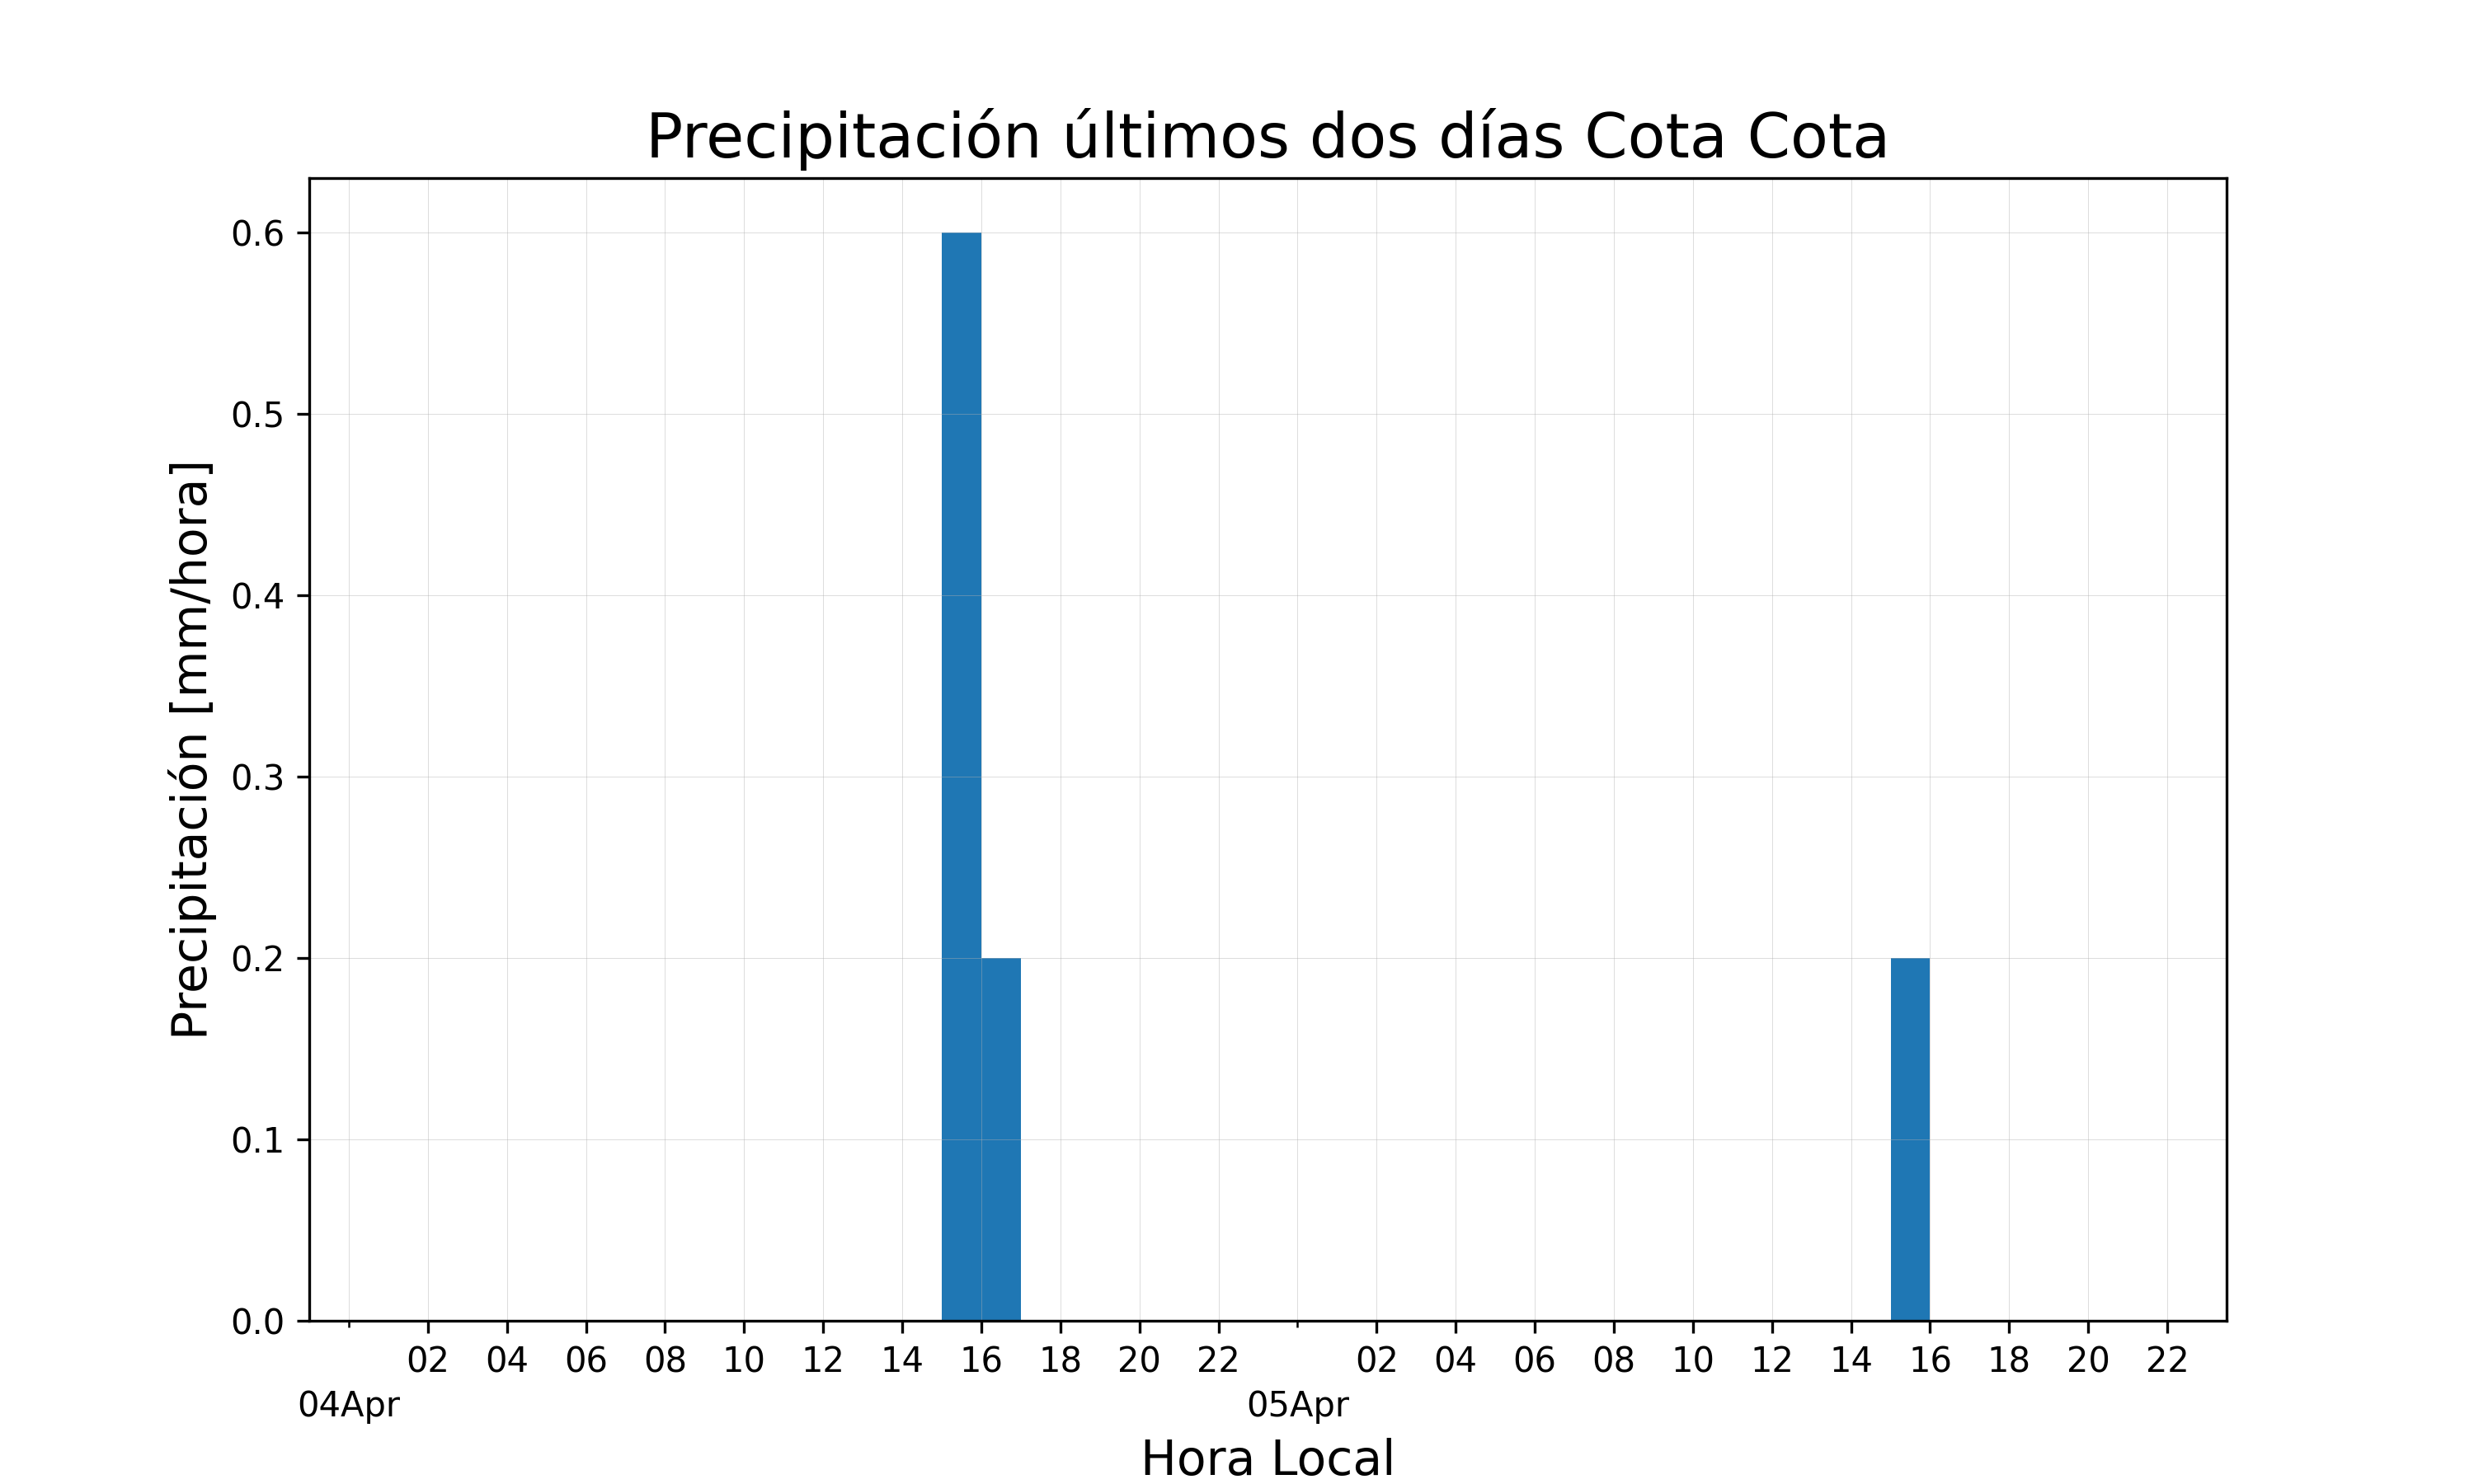 Precipitación últimos dos días Cota Cota
Precipitación [mm/hora]
0.6
0.5
0.4
0.3
0.2
0.1
0.0
02 04 06 08 10 12 14 16 18 20 22 02 04 06 08 10 12 14 16 18 20 22
04Apr 05Apr
Hora Local